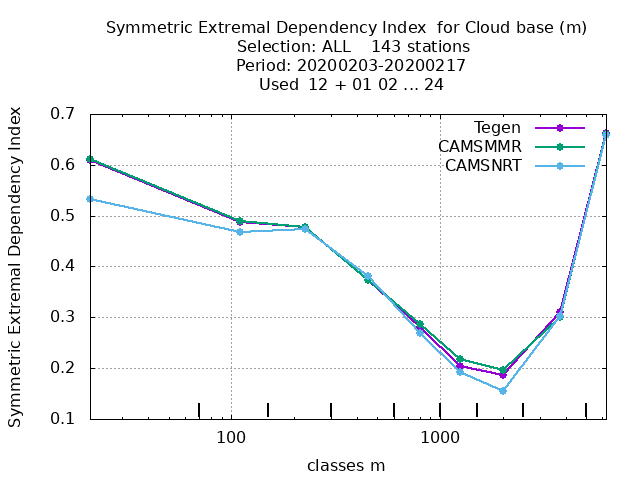 Symmetric Extremal Dependency Index  for Cloud base (m)
Selection: ALL    143 stations
Period: 20200203-20200217
Used  12 + 01 02 ... 24
Symmetric Extremal Dependency Index
0.7
0.6
0.5
0.4
0.3
0.2
0.1
Tegen
CAMSMMR
CAMSNRT
100
1000
classes m